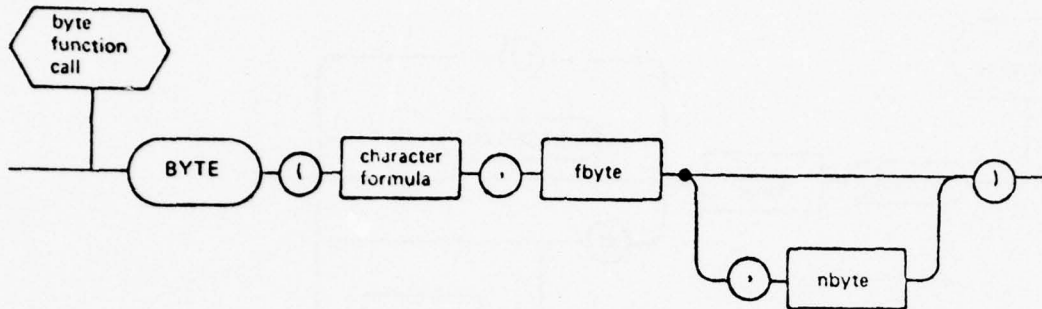 byte
function
call
BYTE ( character formula , fbyte )
, nbyte